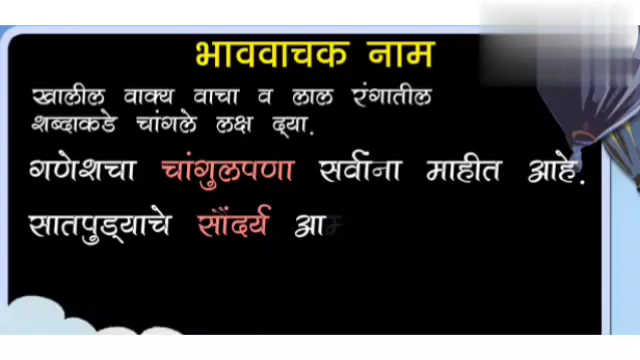 भाववाचक नाम
खालील वाक्य वाचा व लाल रंगातील
शब्दाकडे चांगले लक्ष द्या.
गणेशचा चांगुलपणा सर्वांना माहीत आहे.
सातपुड्याचे सौंदर्य आ